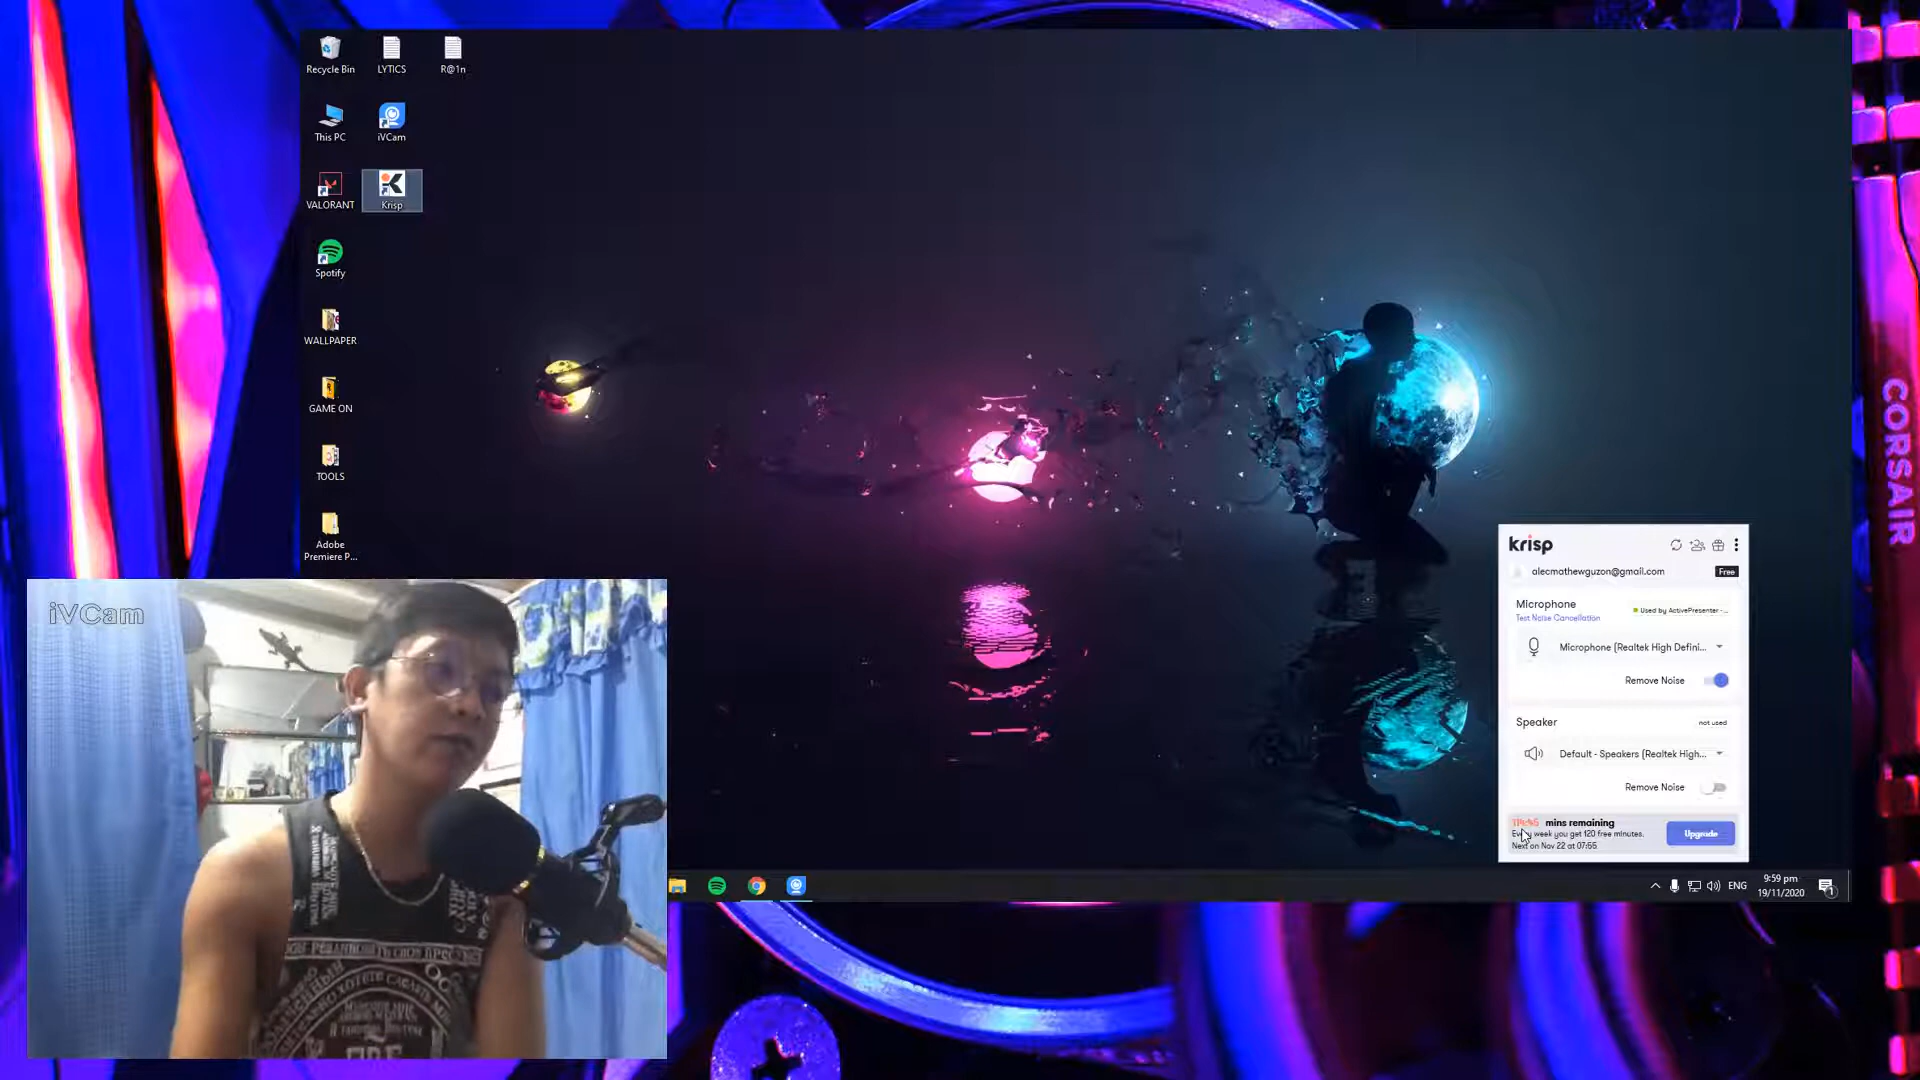 Recycle Bin
LYTICS
R@1n
This PC
iVCam
VALORANT
Krisp
Spotify
WALLPAPER
GAME ON
TOOLS
Adobe
Premiere P...
iVCam
CORSAIR
krisp
alecmathewguzon@gmail.com
Free
Microphone
Used by ActivePresenter -...
Test Noise Cancellation
Microphone (Realtek High Defini...
Remove Noise
Speaker
not used
Default - Speakers (Realtek High...
Remove Noise
mins remaining
Every week you get 120 free minutes.
Next on Nov 22 at 07:55
Upgrade
ENG
9:59 pm
19/11/2020
1